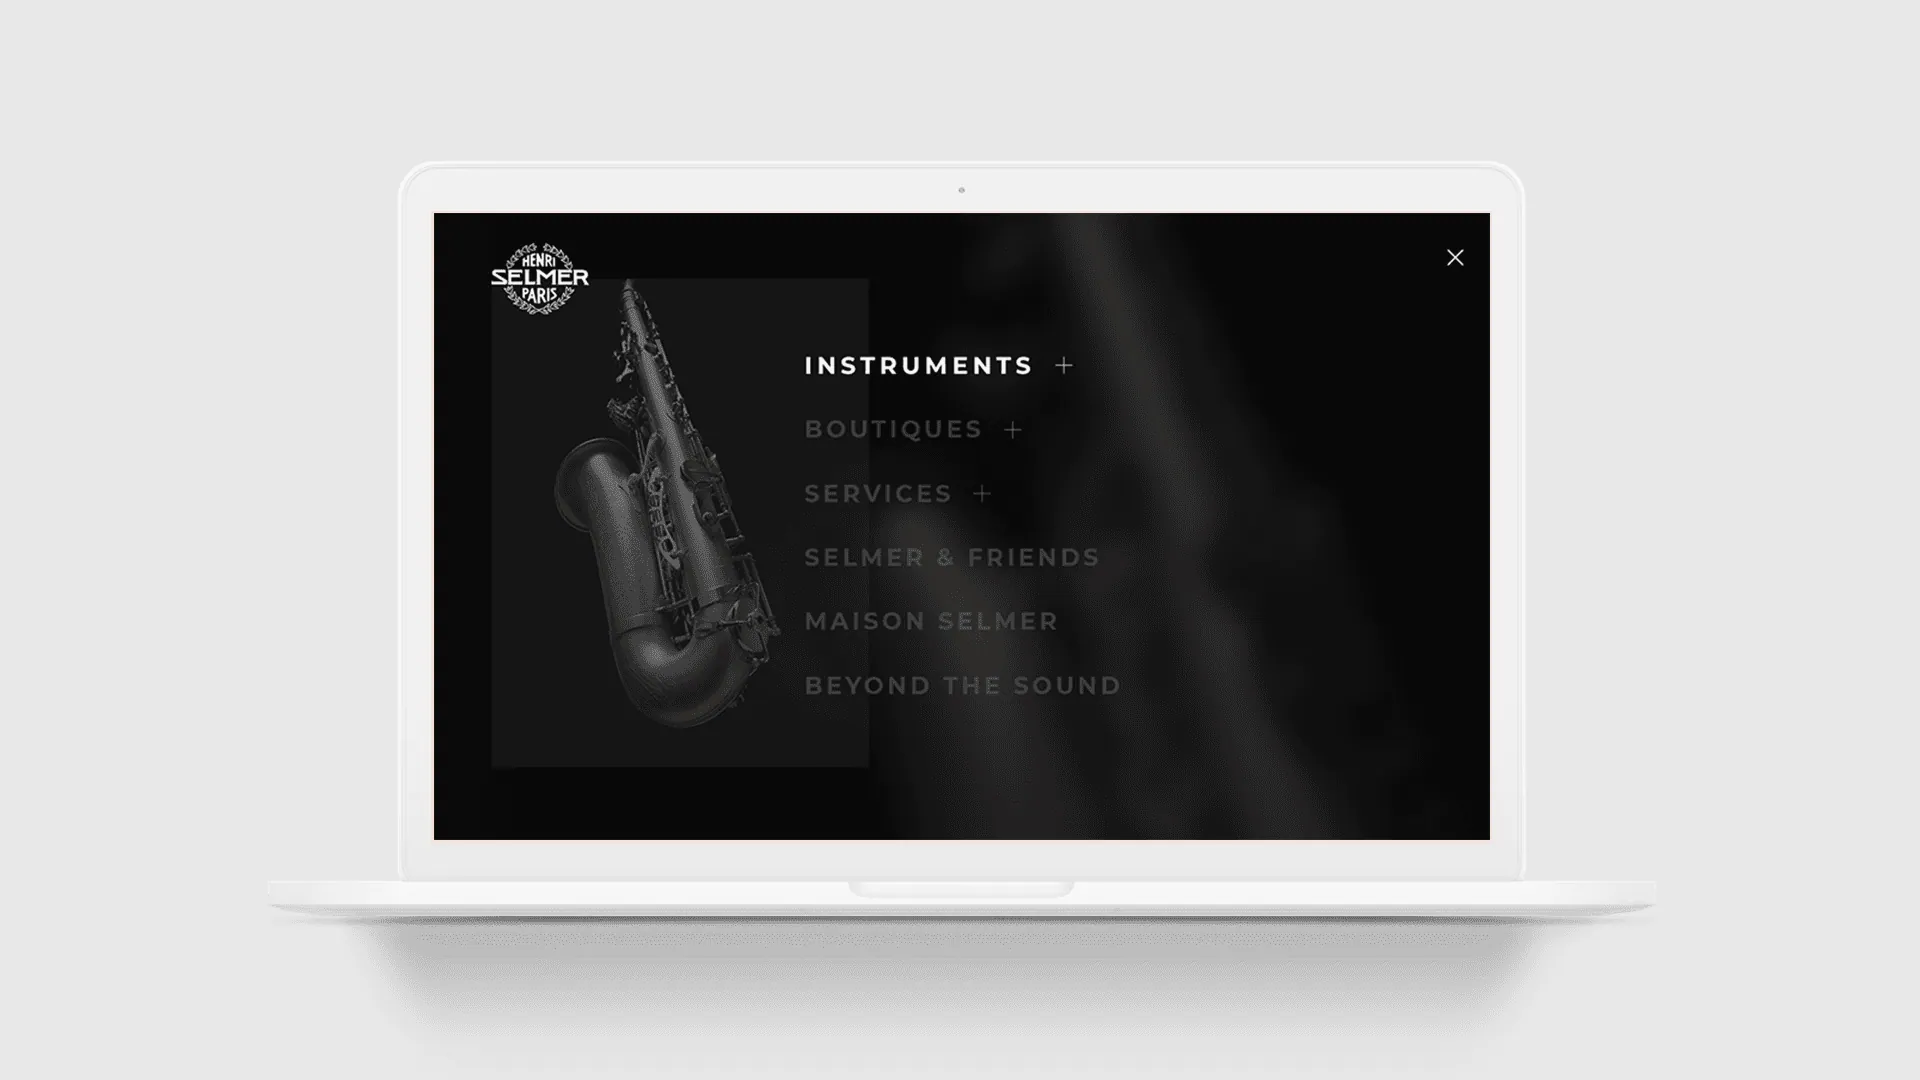 HENRI
SELMER
PARIS
INSTRUMENTS +
BOUTIQUES +
SERVICES +
SELMER & FRIENDS
MAISON SELMER
BEYOND THE SOUND